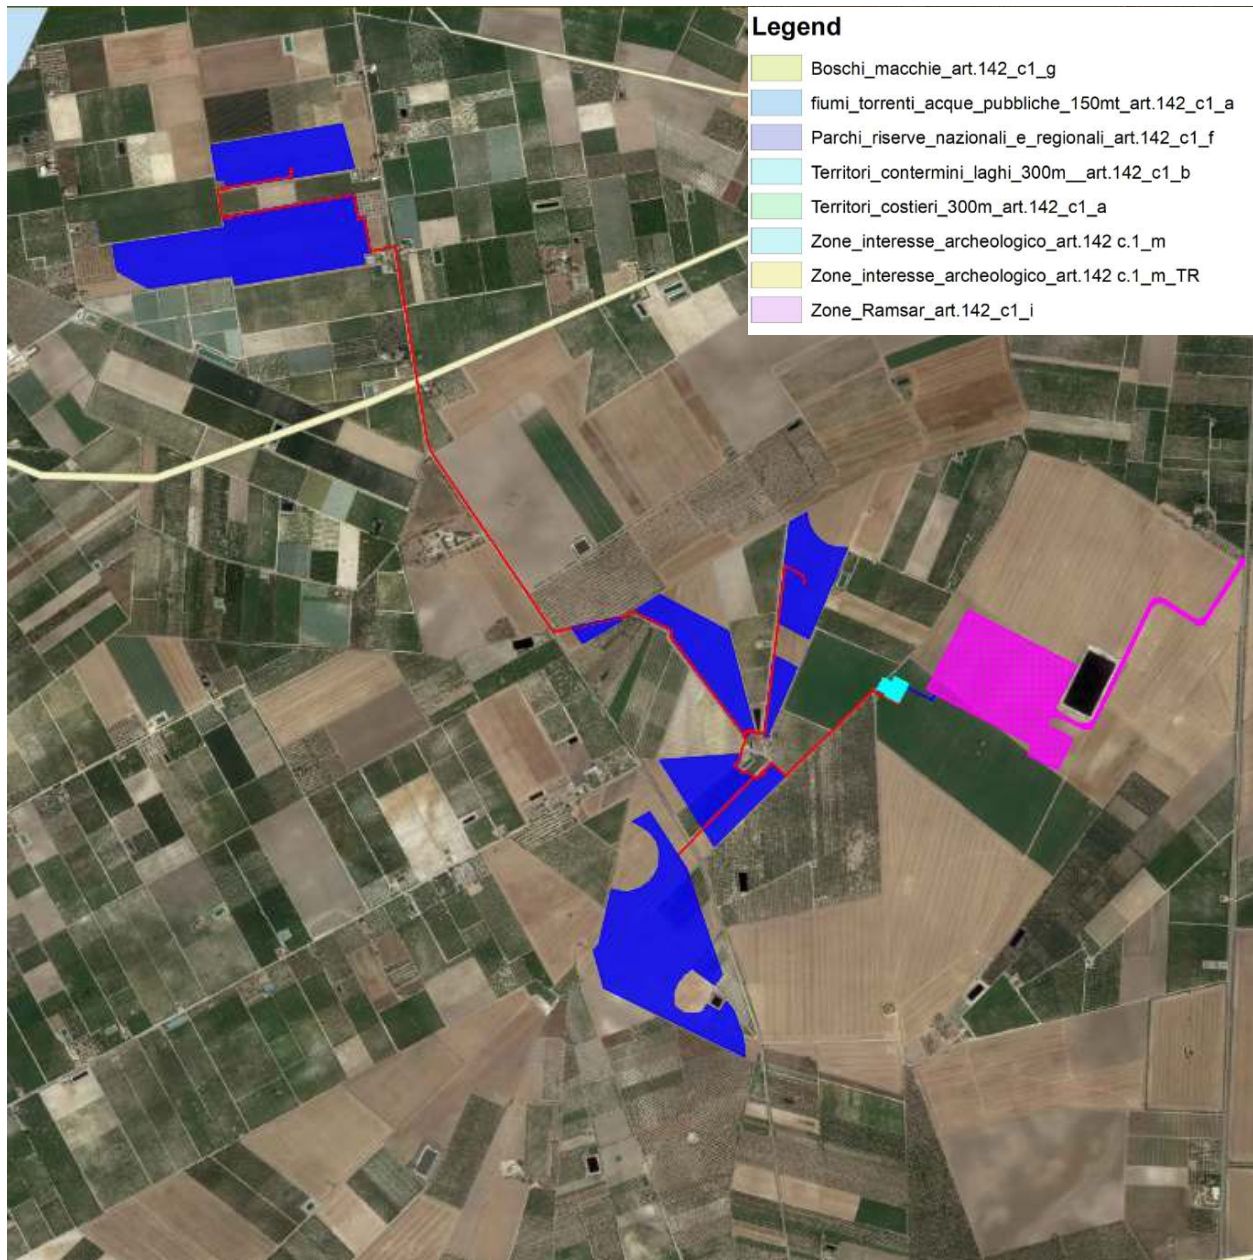 Legend
Boschi_macchie_art.142_c1_g
fiumi_torrenti_acque_pubbliche_150mt_art.142_c1_a
Parchi_riserve_nazionali_e_regionali_art.142_c1_f
Territori_contermini_laghi_300m__art.142_c1_b
Territori_costieri_300m_art.142_c1_a
Zone_interesse_archeologico_art.142 c.1_m
Zone_interesse_archeologico_art.142 c.1_m_TR
Zone_Ramsar_art.142_c1_i